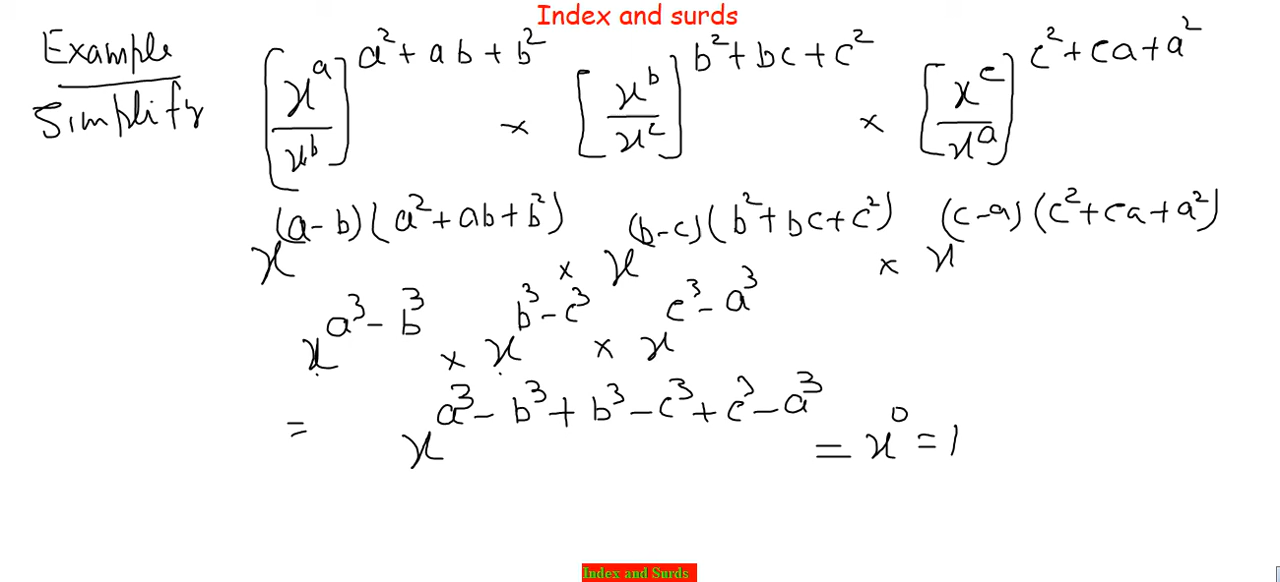 Index and surds
Example
Simplify [x^a / x^b]^(a²+ab+b²) × [x^b / x^c]^(b²+bc+c²) × [x^c / x^a]^(c²+ca+a²)
x^((a-b)(a²+ab+b²)) × x^((b-c)(b²+bc+c²)) × x^((c-a)(c²+ca+a²))
x^(a³-b³) × x^(b³-c³) × x^(c³-a³)
= x^(a³-b³+b³-c³+c³-a³) = x⁰ = 1
Index and Surds